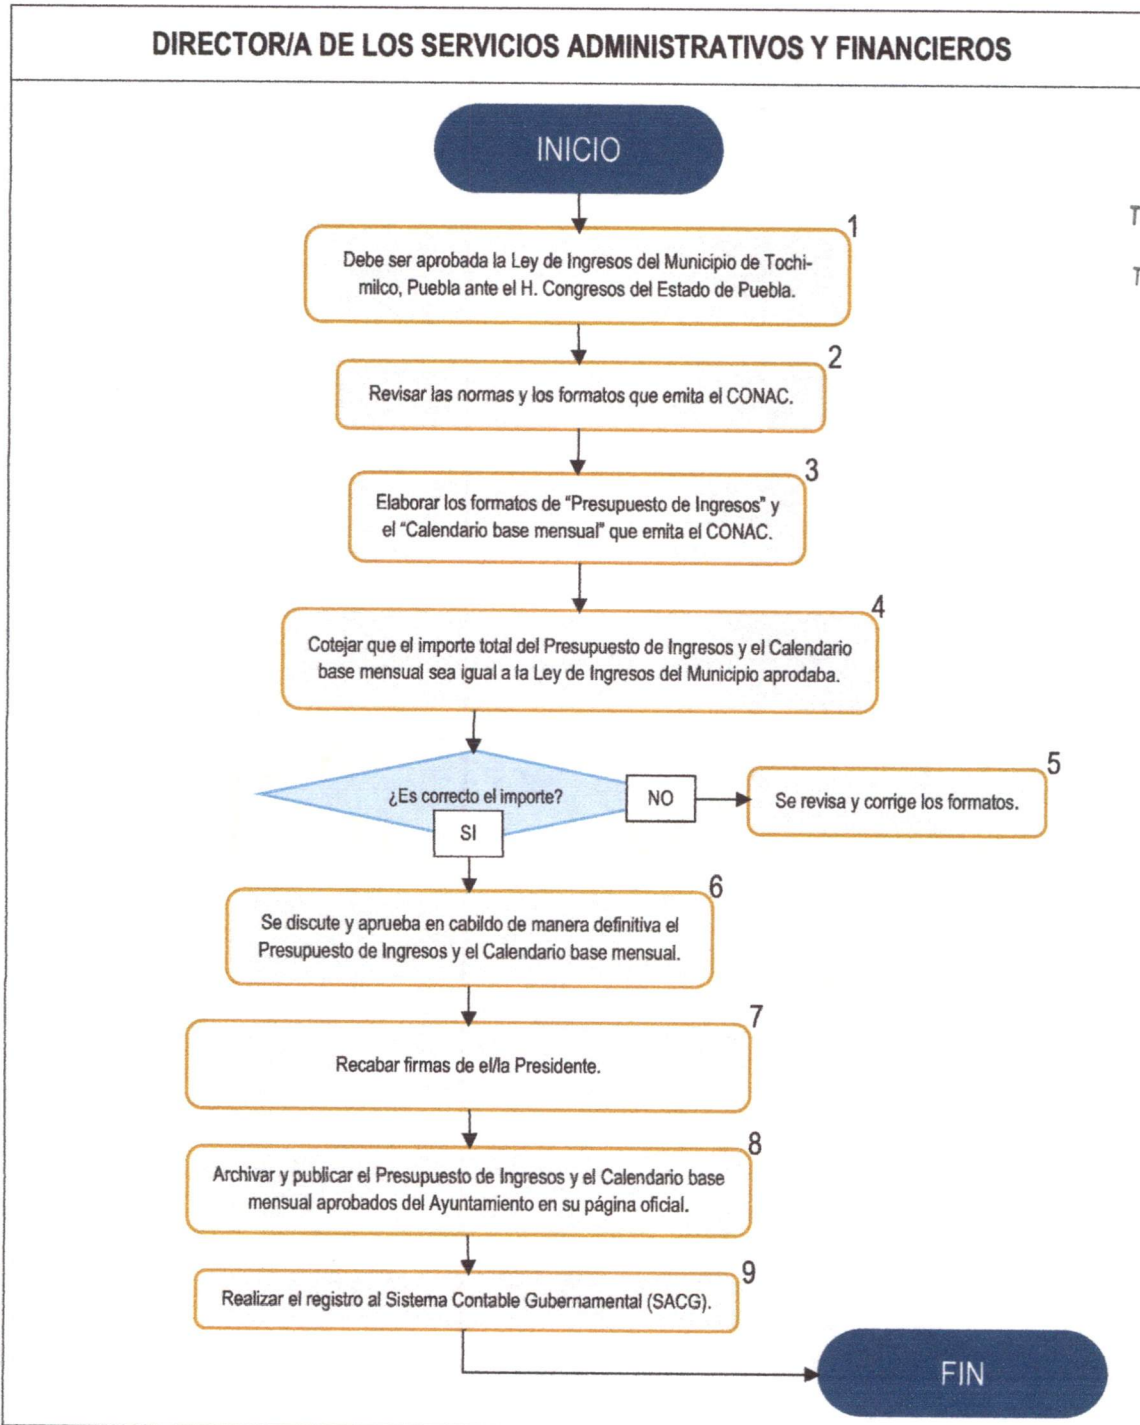 DIRECTOR/A DE LOS SERVICIOS ADMINISTRATIVOS Y FINANCIEROS
INICIO
1
Debe ser aprobada la Ley de Ingresos del Municipio de Tochi-
milco, Puebla ante el H. Congresos del Estado de Puebla.
2
Revisar las normas y los formatos que emita el CONAC.
3
Elaborar los formatos de “Presupuesto de Ingresos” y
el “Calendario base mensual” que emita el CONAC.
4
Cotejar que el importe total del Presupuesto de Ingresos y el Calendario
base mensual sea igual a la Ley de Ingresos del Municipio aprodaba.
¿Es correcto el importe?
NO
5
Se revisa y corrige los formatos.
SI
6
Se discute y aprueba en cabildo de manera definitiva el
Presupuesto de Ingresos y el Calendario base mensual.
7
Recabar firmas de el/la Presidente.
8
Archivar y publicar el Presupuesto de Ingresos y el Calendario base
mensual aprobados del Ayuntamiento en su página oficial.
9
Realizar el registro al Sistema Contable Gubernamental (SACG).
FIN